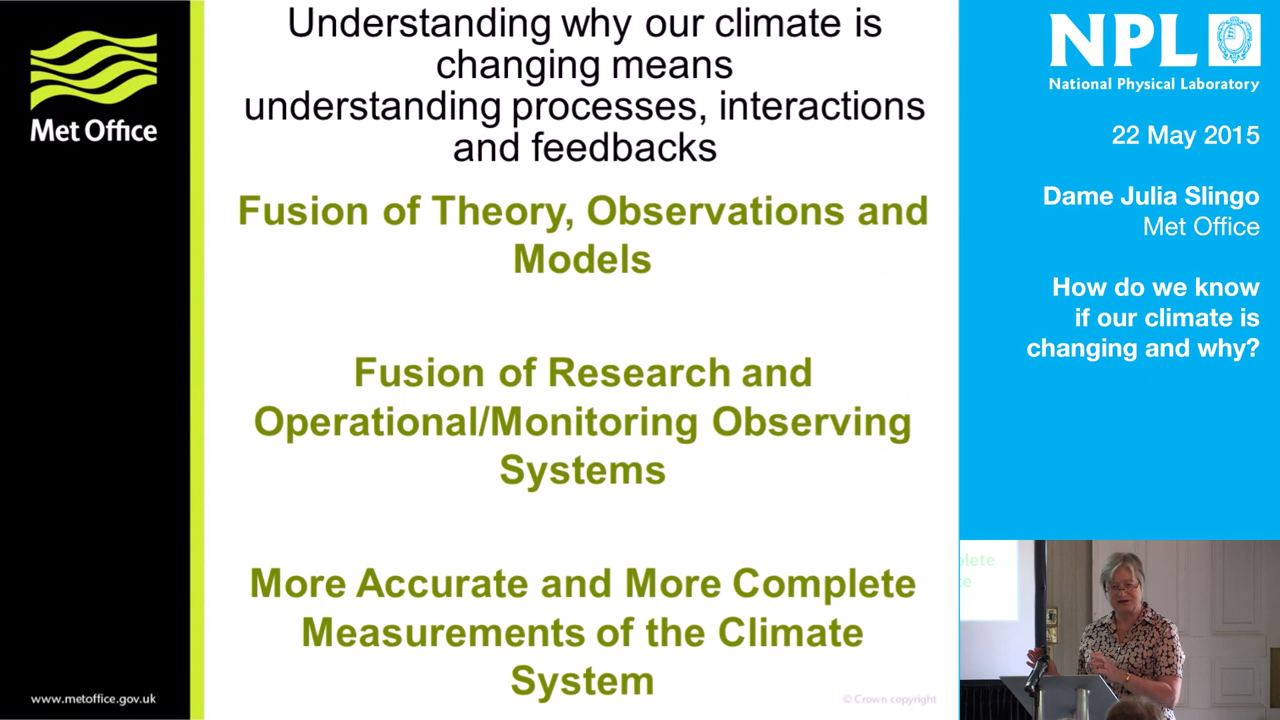 Met Office
Understanding why our climate is
changing means
understanding processes, interactions
and feedbacks
Fusion of Theory, Observations and
Models
Fusion of Research and
Operational/Monitoring Observing
Systems
More Accurate and More Complete
Measurements of the Climate
System
www.metoffice.gov.uk
© Crown copyright
NPL
National Physical Laboratory
22 May 2015
Dame Julia Slingo
Met Office
How do we know
if our climate is
changing and why?